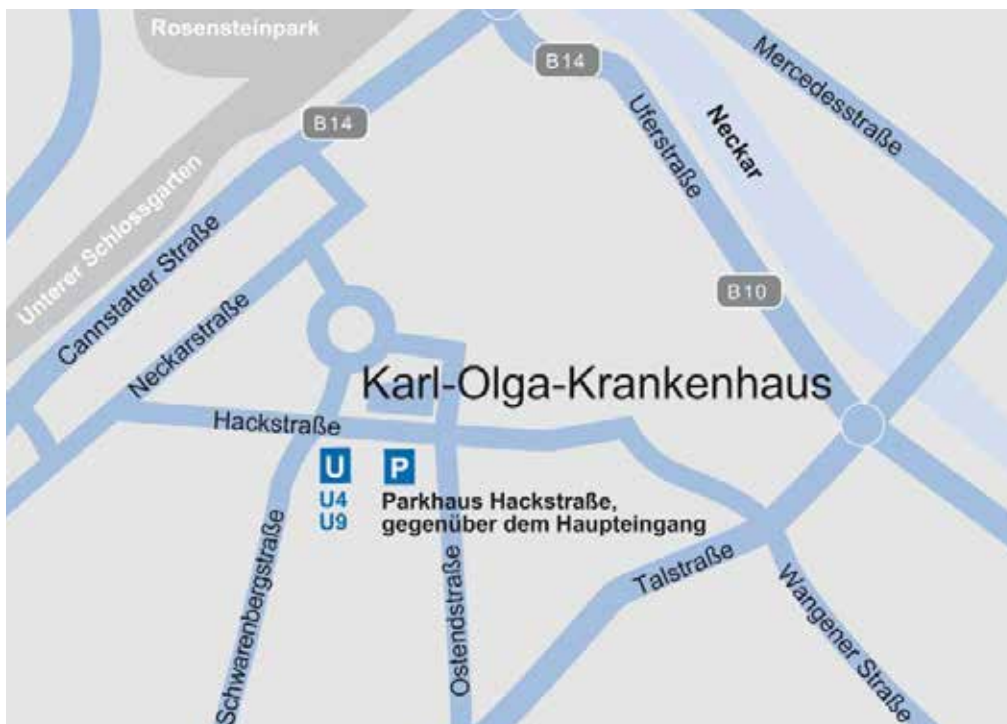 Rosensteinpark
B14
B14
Mercedesstraße
Uferstraße
Neckar
Unterer Schlossgarten
Cannstatter Straße
Neckarstraße
B10
Karl-Olga-Krankenhaus
Hackstraße
U
P
U4
U9
Parkhaus Hackstraße,
gegenüber dem Haupteingang
Schwarenbergstraße
Ostendstraße
Talstraße
Wangener Straße